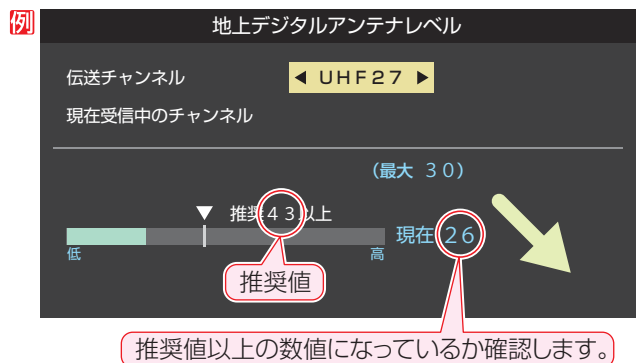 例
地上デジタルアンテナレベル
伝送チャンネル ◀ UHF27 ▶
現在受信中のチャンネル
(最大 30)
▼ 推奨43以上
低 高 現在 26
推奨値
推奨値以上の数値になっているか確認します。